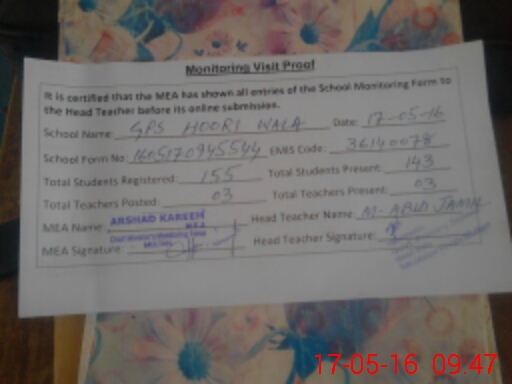 Monitoring Visit Proof
It is certified that the MEA has shown all entries of the School Monitoring Form to
the Head Teacher before its online submission.
School Name: GPS HOORI WALA Date: 17-05-16
School Form No: 1605170945544 EMIS Code: 36140078
Total Students Registered: 155 Total Students Present: 143
Total Teachers Posted: 03 Total Teachers Present: 03
MEA Name: ARSHAD KAREEM Head Teacher Name: M. ABID JAMIL
M.E.A
MEA Signature: Head Teacher Signature:
17-05-16 09:47